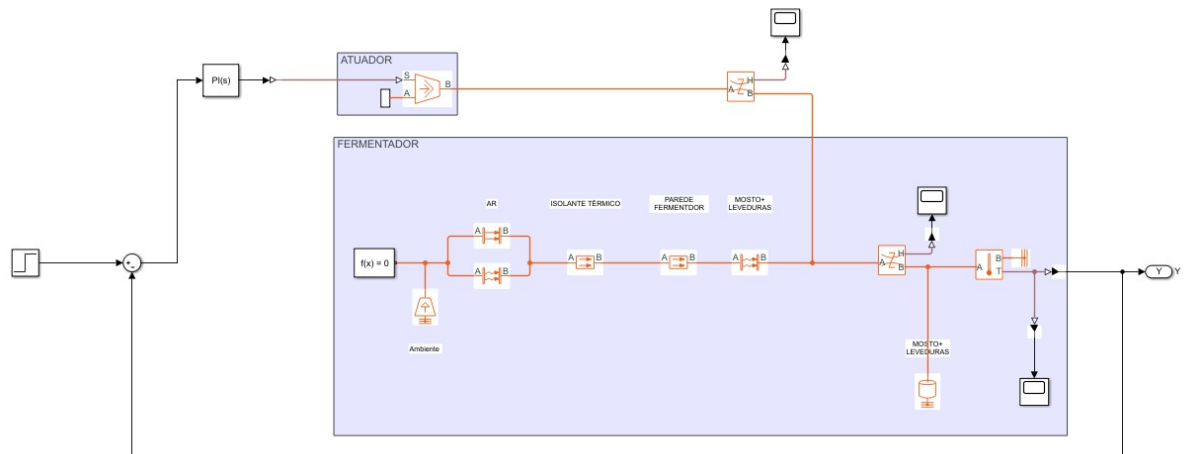 ATUADOR
PI(s)
S
A
B
A
H
B
FERMENTADOR
AR
ISOLANTE TÉRMICO
PAREDE
FERMENTDOR
MOSTO+
LEVEDURAS
A B
A B
f(x) = 0
A B
A B
A B
A
H
B
A
B
T
Y Y
Ambiente
MOSTO+
LEVEDURAS
+
-